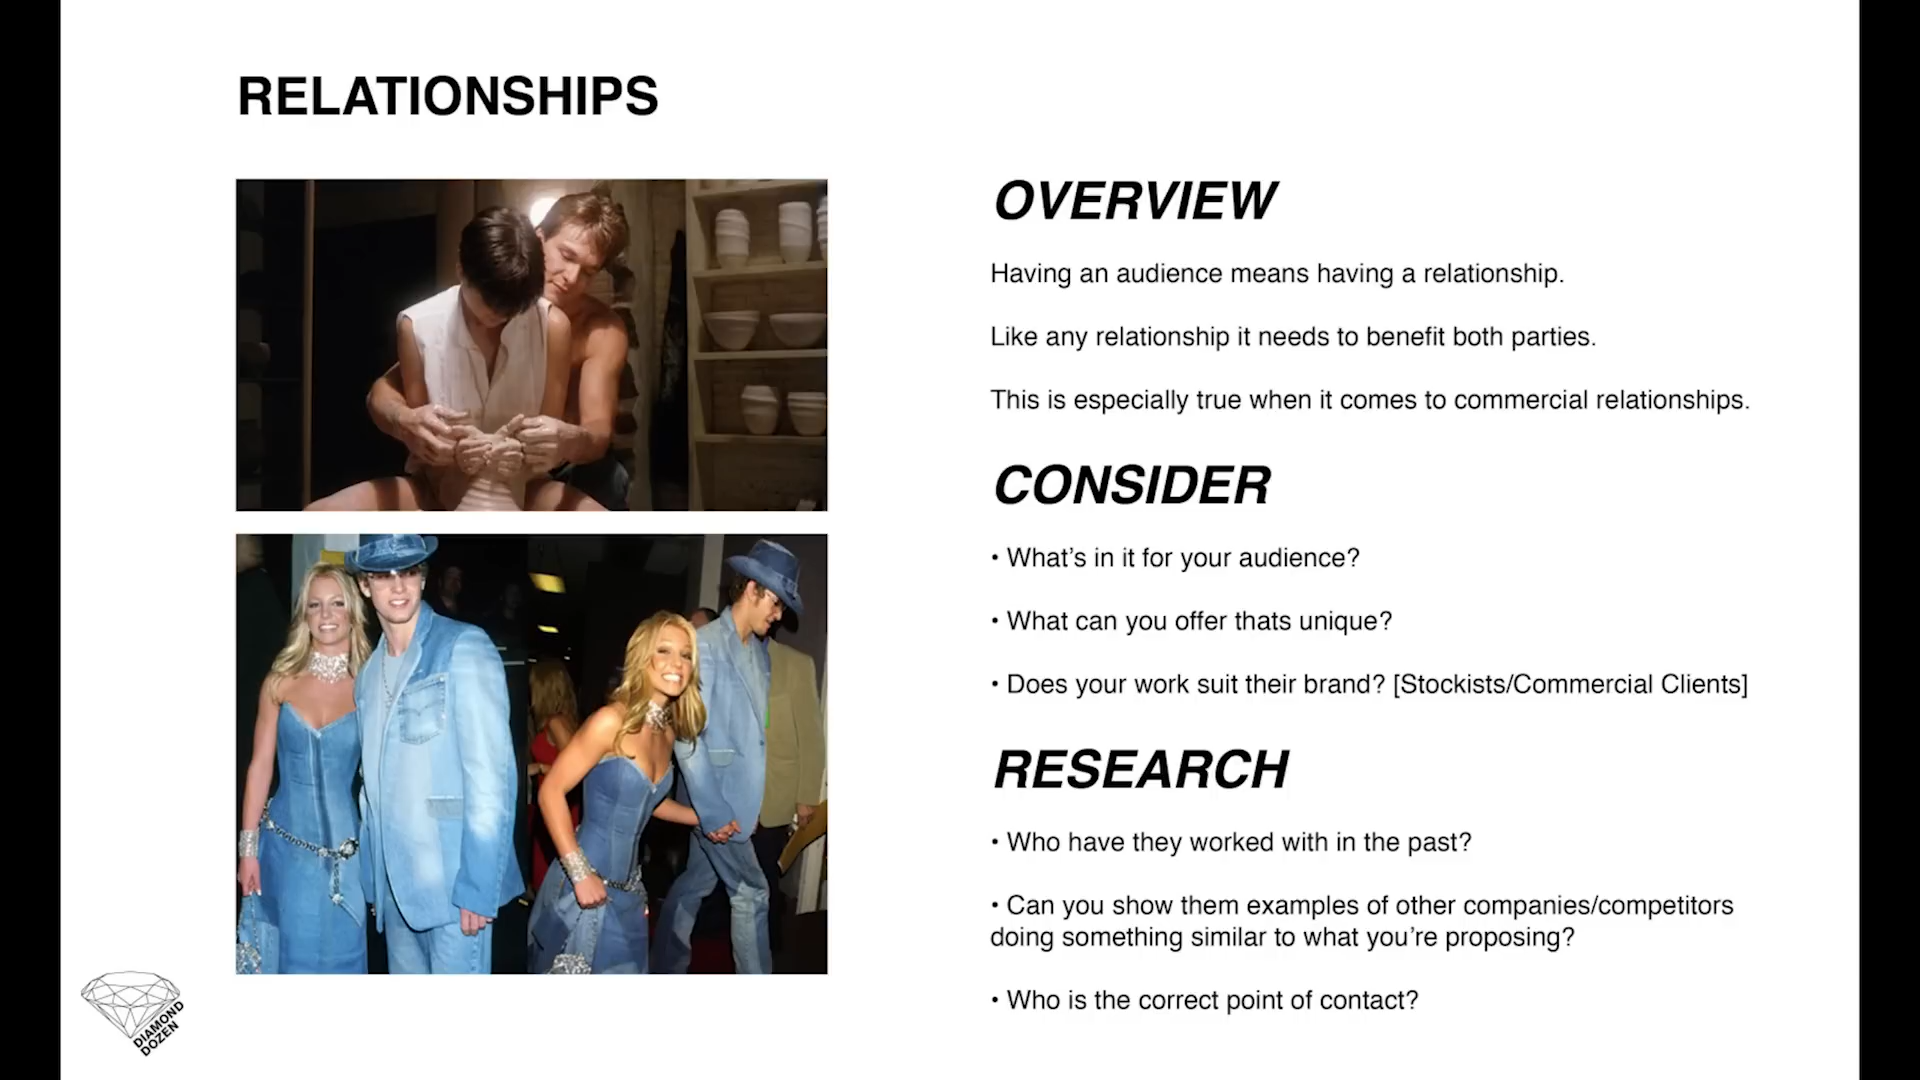 RELATIONSHIPS
OVERVIEW
Having an audience means having a relationship.
Like any relationship it needs to benefit both parties.
This is especially true when it comes to commercial relationships.
CONSIDER
• What’s in it for your audience?
• What can you offer thats unique?
• Does your work suit their brand? [Stockists/Commercial Clients]
RESEARCH
• Who have they worked with in the past?
• Can you show them examples of other companies/competitors
doing something similar to what you’re proposing?
• Who is the correct point of contact?
DIAMOND
DOZEN